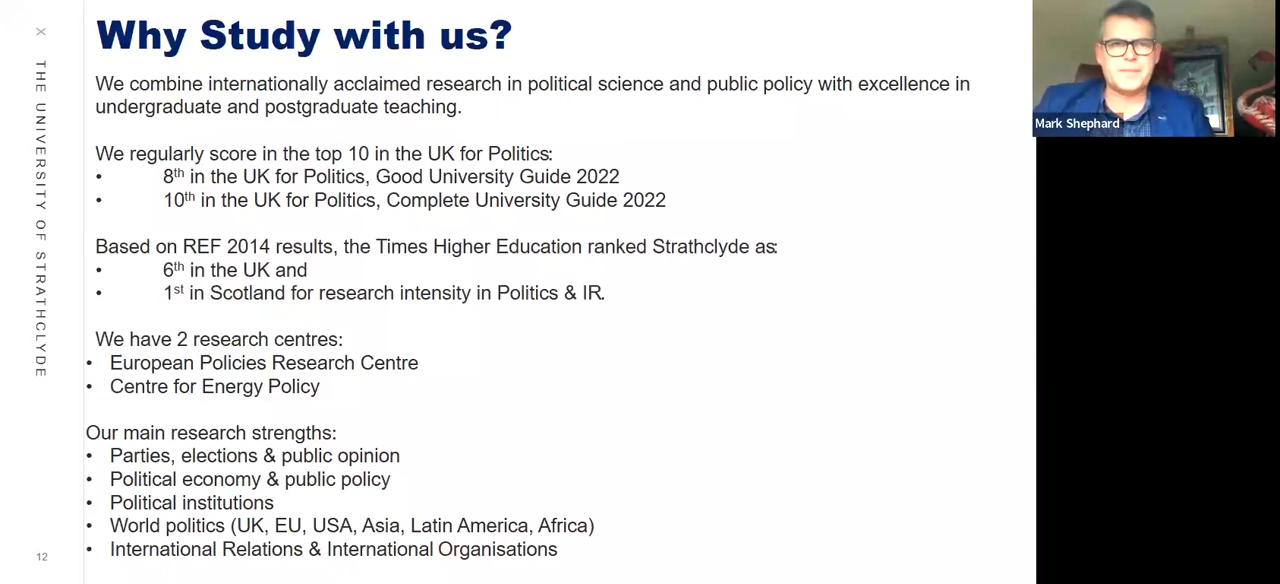 X THE UNIVERSITY OF STRATHCLYDE
Why Study with us?
We combine internationally acclaimed research in political science and public policy with excellence in
undergraduate and postgraduate teaching.
We regularly score in the top 10 in the UK for Politics:
• 8th in the UK for Politics, Good University Guide 2022
• 10th in the UK for Politics, Complete University Guide 2022
Based on REF 2014 results, the Times Higher Education ranked Strathclyde as:
• 6th in the UK and
• 1st in Scotland for research intensity in Politics & IR.
We have 2 research centres:
• European Policies Research Centre
• Centre for Energy Policy
Our main research strengths:
• Parties, elections & public opinion
• Political economy & public policy
• Political institutions
• World politics (UK, EU, USA, Asia, Latin America, Africa)
• International Relations & International Organisations
12
Mark Shephard